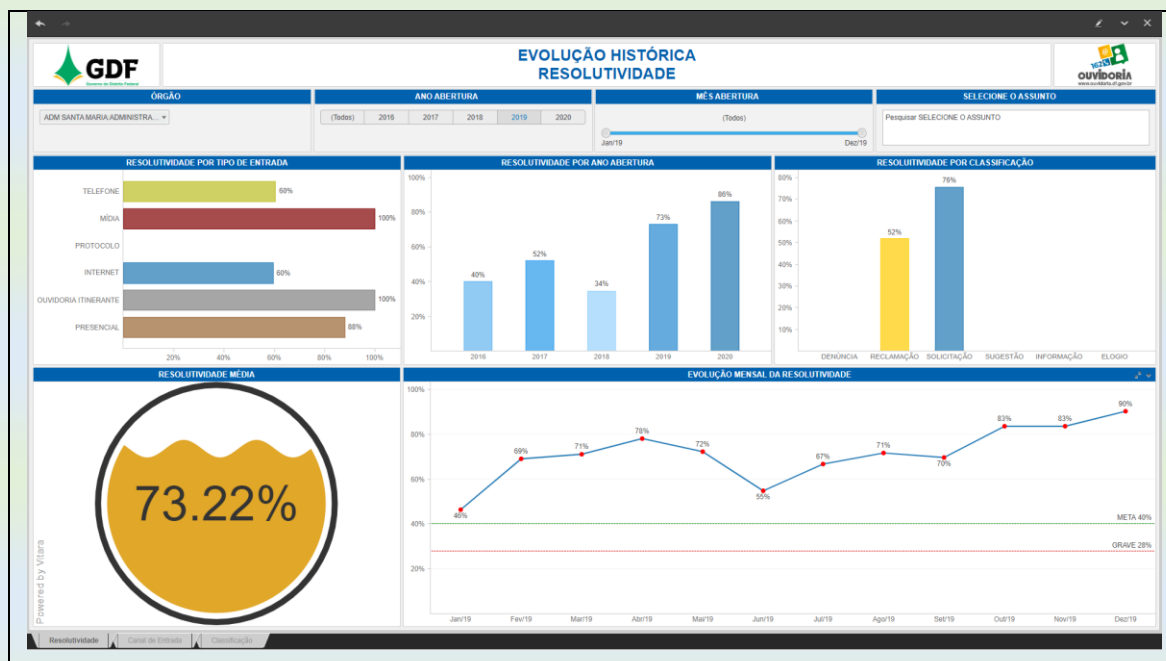 GDF
Governo do Distrito Federal
EVOLUÇÃO HISTÓRICA
RESOLUTIVIDADE
162
OUVIDORIA
www.ouvidoria.df.gov.br
ÓRGÃO
ANO ABERTURA
MÊS ABERTURA
SELECIONE O ASSUNTO
ADM SANTA MARIA:ADMINISTRA...
(Todos) 2016 2017 2018 2019 2020
(Todos)
Jan/19 Dez/19
Pesquisar SELECIONE O ASSUNTO
RESOLUTIVIDADE POR TIPO DE ENTRADA
TELEFONE 60%
MÍDIA 100%
PROTOCOLO
INTERNET 60%
OUVIDORIA ITINERANTE 100%
PRESENCIAL 88%
20% 40% 60% 80% 100%
RESOLUTIVIDADE POR ANO ABERTURA
100%
80%
60%
40%
20%
40% 52% 34% 73% 86%
2016 2017 2018 2019 2020
RESOLUITIVIDADE POR CLASSIFICAÇÃO
80%
70%
60%
50%
40%
30%
20%
10%
52% 76%
DENÚNCIA RECLAMAÇÃO SOLICITAÇÃO SUGESTÃO INFORMAÇÃO ELOGIO
RESOLUTIVIDADE MÉDIA
73.22%
Powered by Vitara
EVOLUÇÃO MENSAL DA RESOLUTIVIDADE
100%
80%
60%
40%
20%
46% 69% 71% 78% 72% 55% 67% 71% 70% 83% 83% 90%
META 40%
GRAVE 28%
Jan/19 Fev/19 Mar/19 Abr/19 Mai/19 Jun/19 Jul/19 Ago/19 Set/19 Out/19 Nov/19 Dez/19
Resolutividade Canal de Entrada Classificação